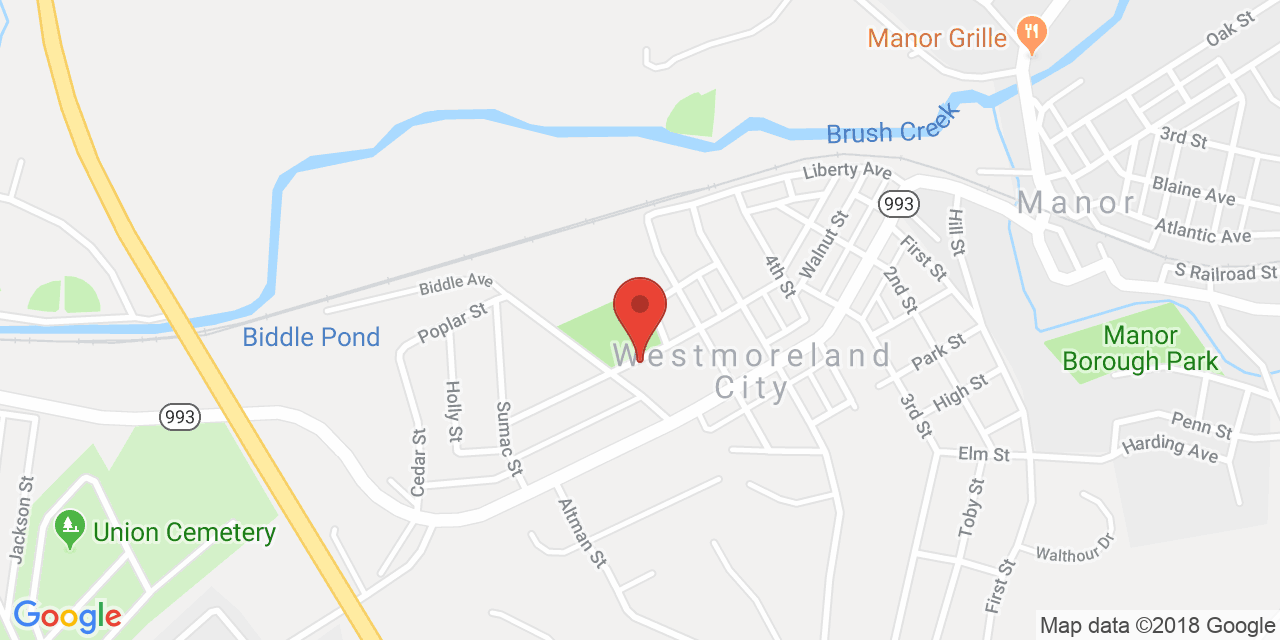 Oak St
Manor Grille
Brush Creek
3rd St
Liberty Ave
Blaine Ave
993
Manor
Walnut St
Hill St
Atlantic Ave
First St
4th St
2nd St
S Railroad St
Biddle Ave
Poplar St
Biddle Pond
Manor
Borough Park
Westmoreland
City
Park St
High St
Holly St
Sumac St
3rd St
993
Penn St
Harding Ave
Cedar St
Elm St
Jackson St
Union Cemetery
Altman St
Toby St
Walthour Dr
First St
Google
Map data ©2018 Google